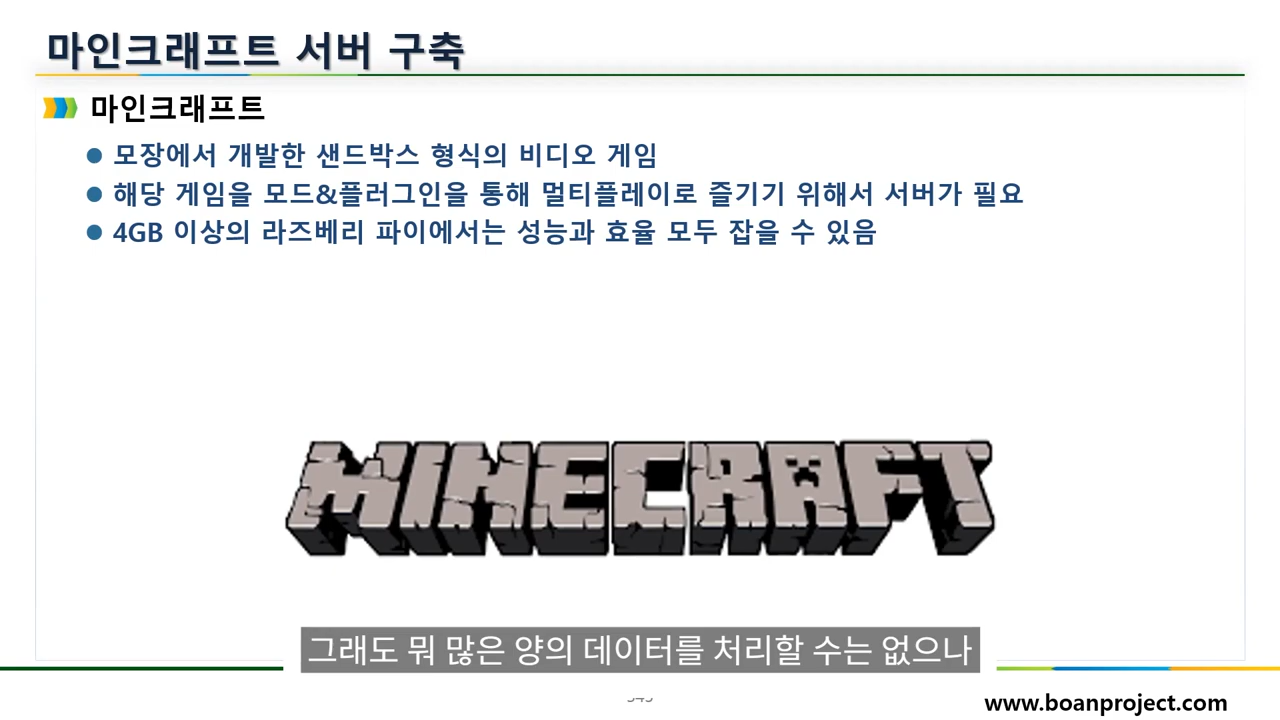 마인크래프트 서버 구축
마인크래프트
모장에서 개발한 샌드박스 형식의 비디오 게임
해당 게임을 모드&플러그인을 통해 멀티플레이로 즐기기 위해서 서버가 필요
4GB 이상의 라즈베리 파이에서는 성능과 효율 모두 잡을 수 있음
MINECRAFT
그래도 뭐 많은 양의 데이터를 처리할 수는 없으나
www.boanproject.com